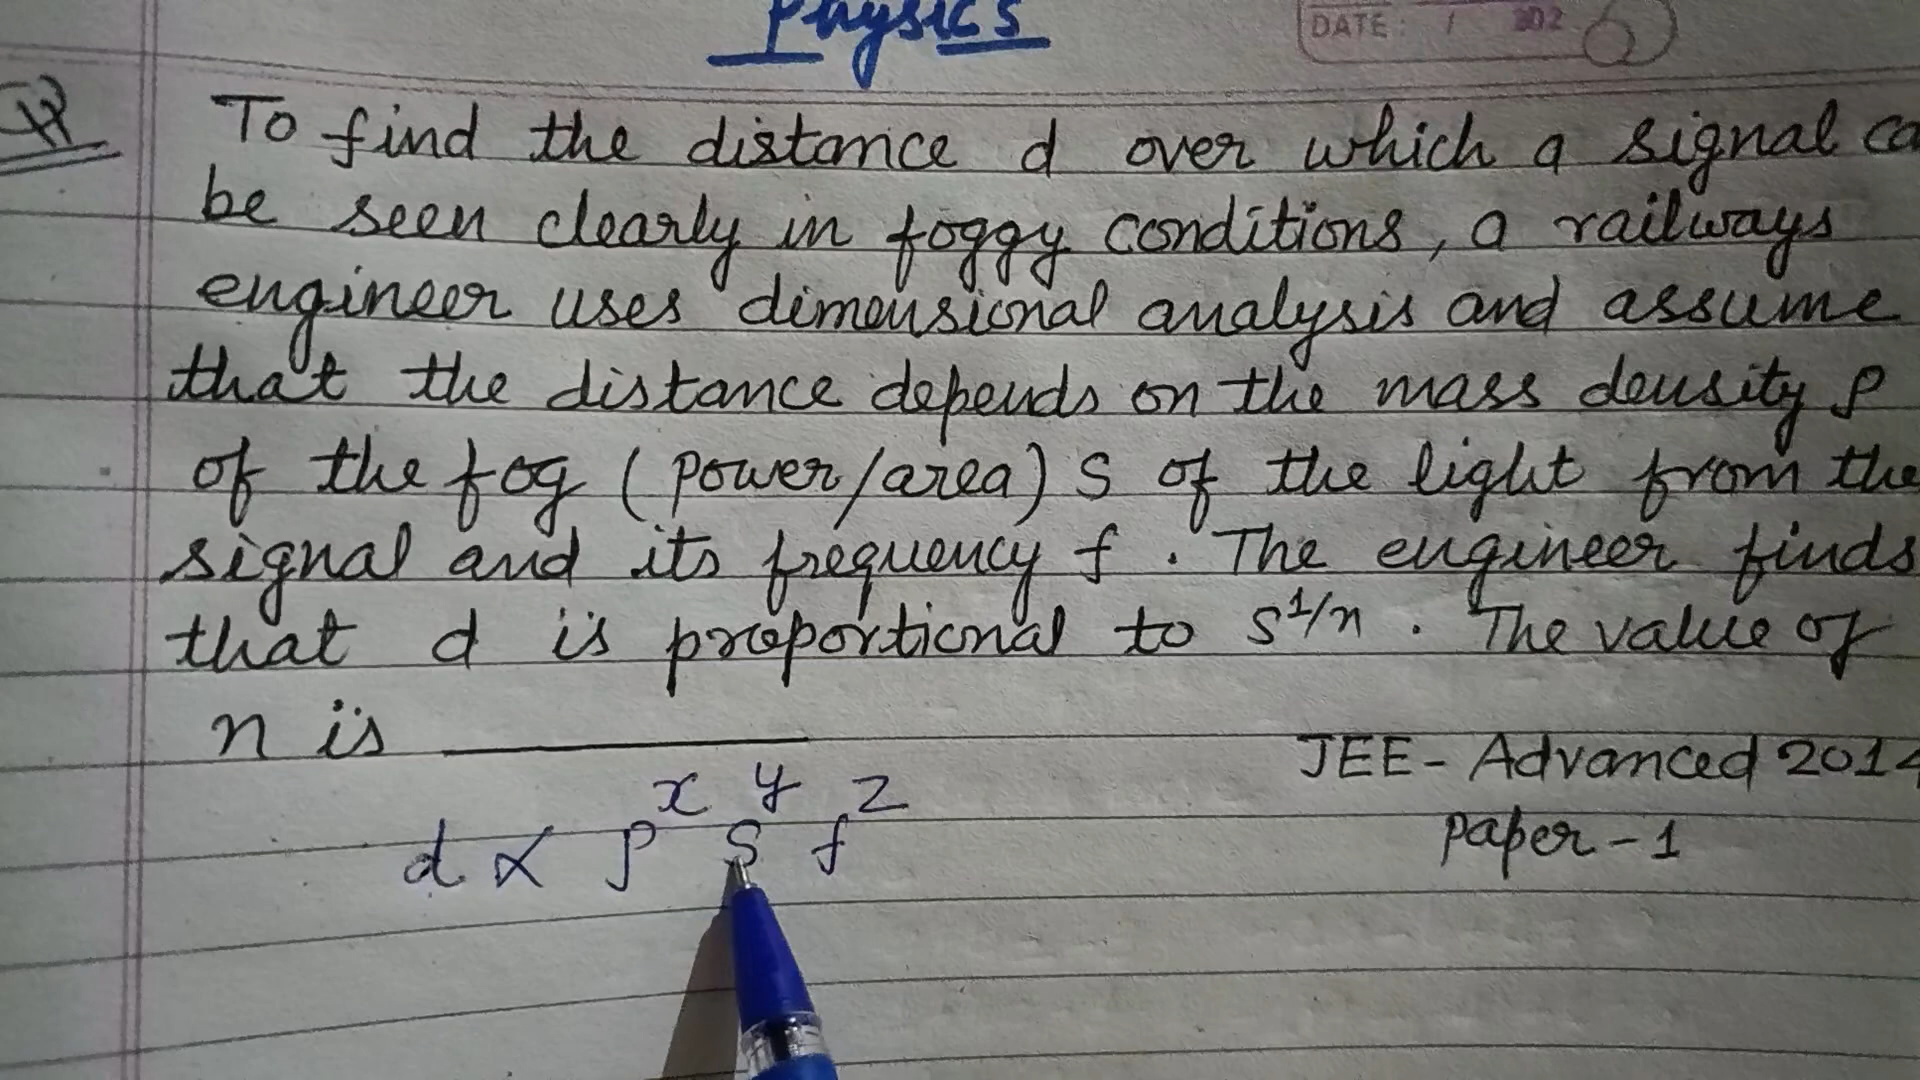 Physics
DATE: / 202
Q
To find the distance d over which a signal ca
be seen clearly in foggy conditions, a railways
engineer uses dimensional analysis and assume
that the distance depends on the mass density ρ
of the fog (power/area) S of the light from the
signal and its frequency f. The engineer finds
that d is proportional to S^1/n. The value of
n is ________
JEE-Advanced 2014
Paper-1
d ∝ ρ^x S^y f^z